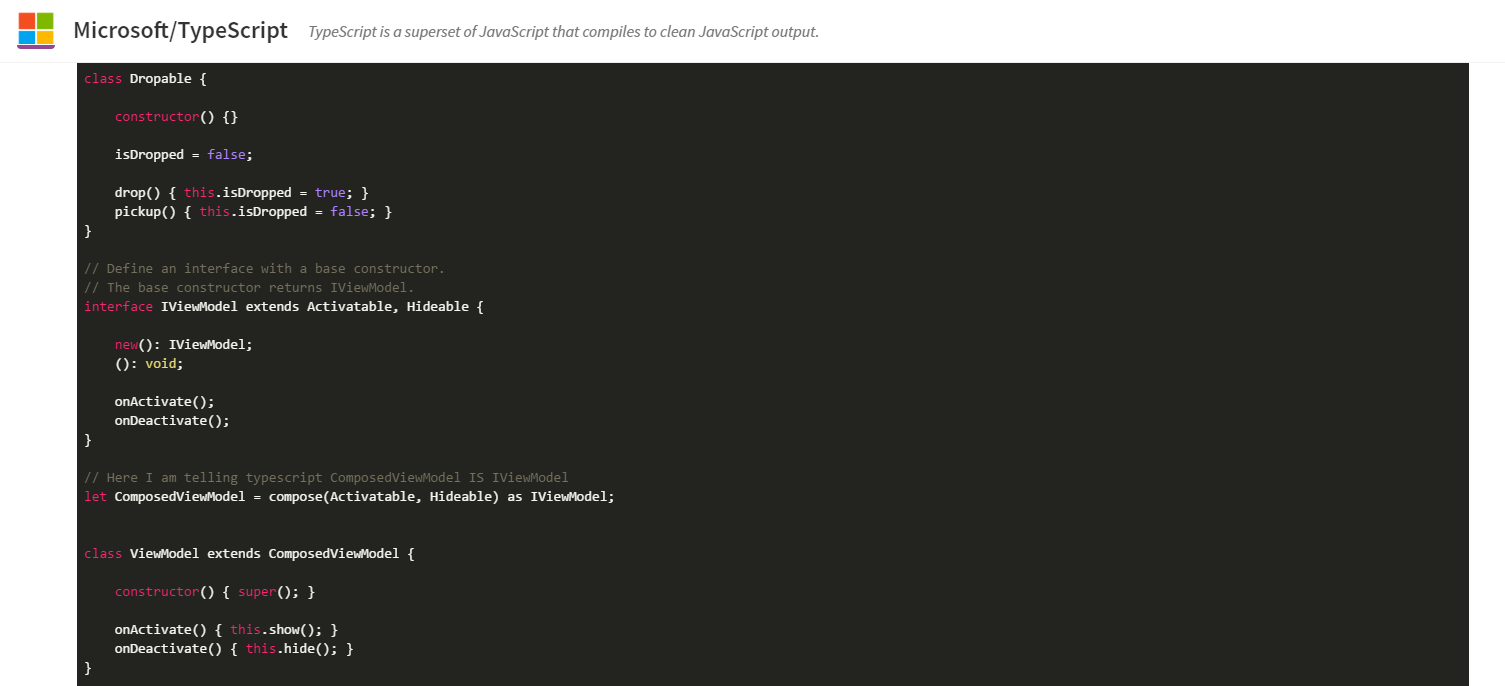 Microsoft/TypeScript TypeScript is a superset of JavaScript that compiles to clean JavaScript output.
class Dropable {
constructor() {}
isDropped = false;
drop() { this.isDropped = true; }
pickup() { this.isDropped = false; }
}
// Define an interface with a base constructor.
// The base constructor returns IViewModel.
interface IViewModel extends Activatable, Hideable {
new(): IViewModel;
(): void;
onActivate();
onDeactivate();
}
// Here I am telling typescript ComposedViewModel IS IViewModel
let ComposedViewModel = compose(Activatable, Hideable) as IViewModel;
class ViewModel extends ComposedViewModel {
constructor() { super(); }
onActivate() { this.show(); }
onDeactivate() { this.hide(); }
}